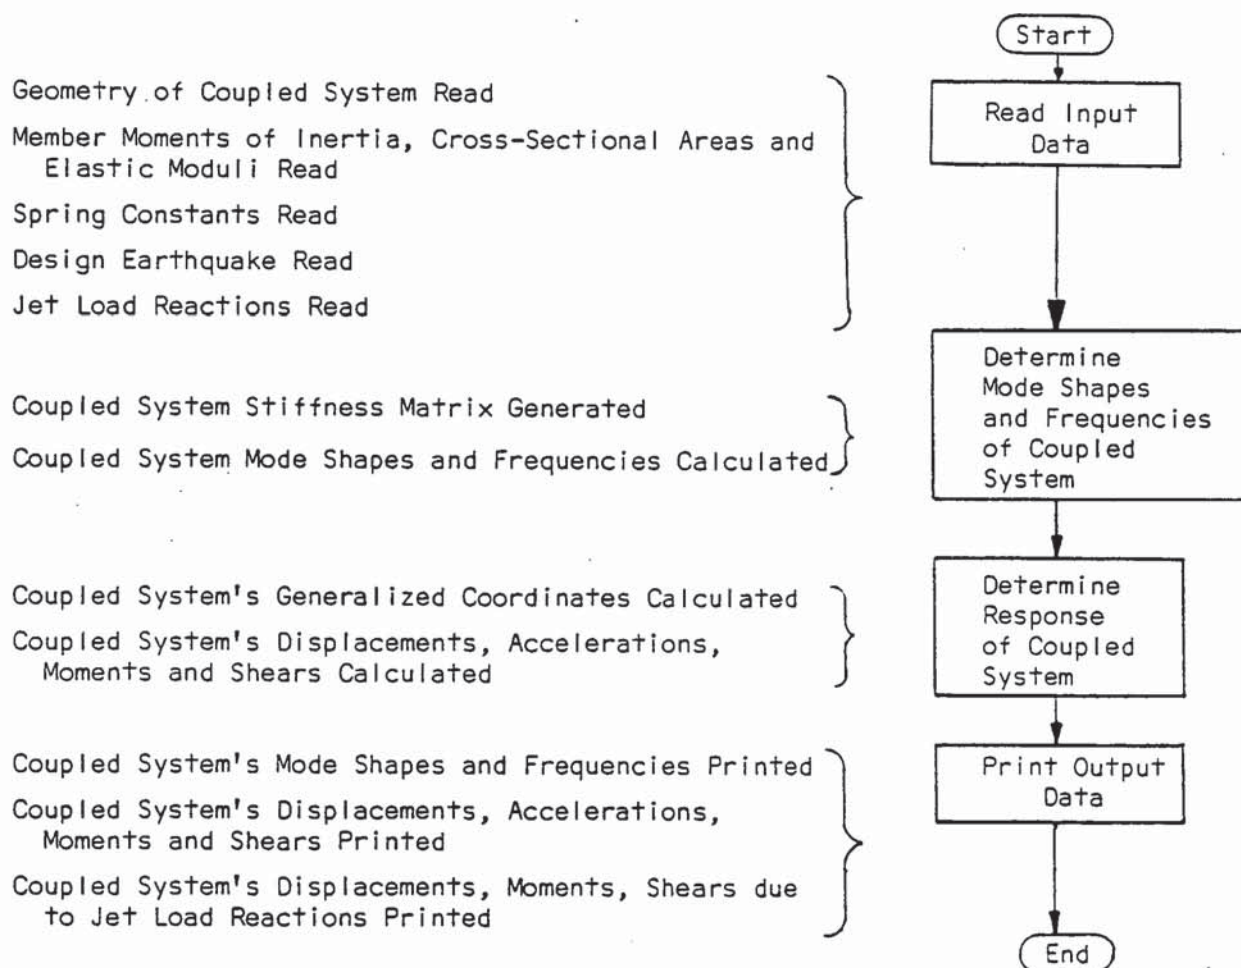 Start
Geometry of Coupled System Read
Member Moments of Inertia, Cross-Sectional Areas and
Elastic Moduli Read
Spring Constants Read
Design Earthquake Read
Jet Load Reactions Read
Read Input
Data
Coupled System Stiffness Matrix Generated
Coupled System Mode Shapes and Frequencies Calculated
Determine
Mode Shapes
and Frequencies
of Coupled
System
Coupled System's Generalized Coordinates Calculated
Coupled System's Displacements, Accelerations,
Moments and Shears Calculated
Determine
Response
of Coupled
System
Coupled System's Mode Shapes and Frequencies Printed
Coupled System's Displacements, Accelerations,
Moments and Shears Printed
Coupled System's Displacements, Moments, Shears due
to Jet Load Reactions Printed
Print Output
Data
End